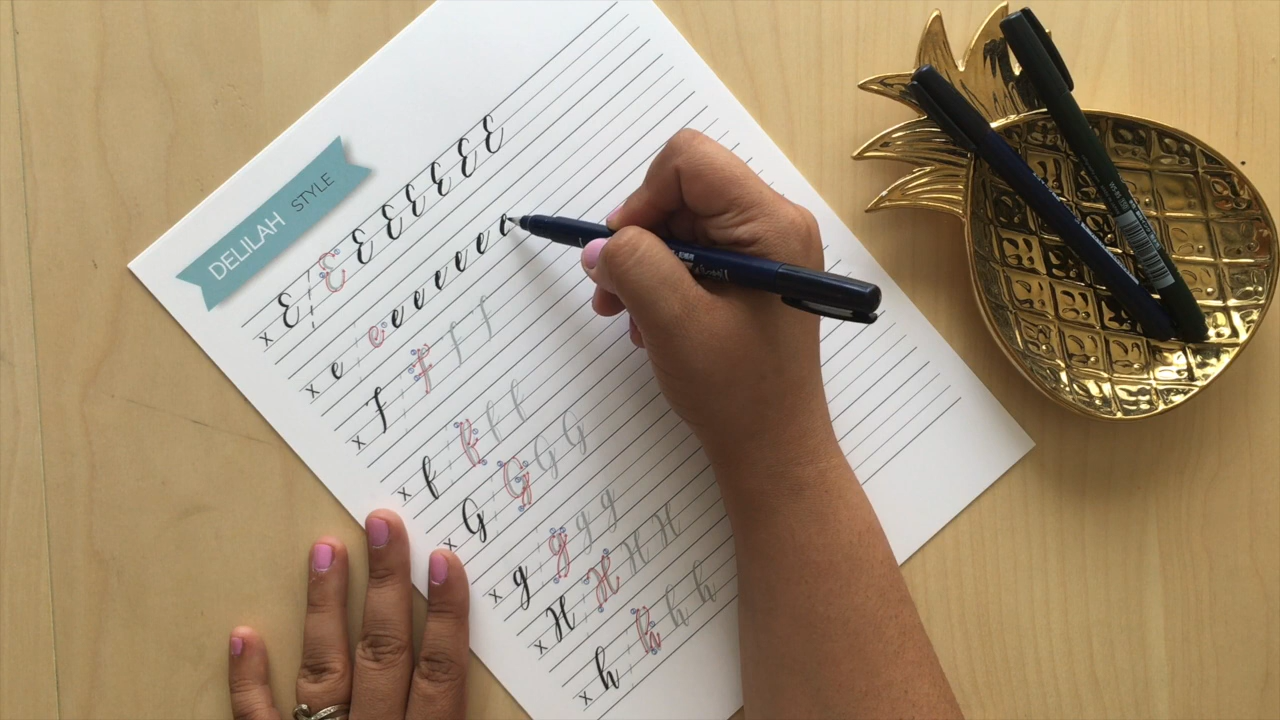 DELILAH STYLE
x E E E E E E E E
x e e e e e e e e
x F F F F
x f f f f
x G G G G
x g g g g
x H H H H
x h h h h